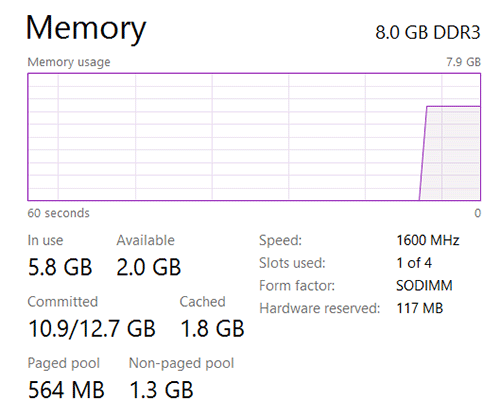 Memory 8.0 GB DDR3
Memory usage 7.9 GB
60 seconds 0
In use Available
5.8 GB 2.0 GB
Committed Cached
10.9/12.7 GB 1.8 GB
Paged pool Non-paged pool
564 MB 1.3 GB
Speed: 1600 MHz
Slots used: 1 of 4
Form factor: SODIMM
Hardware reserved: 117 MB